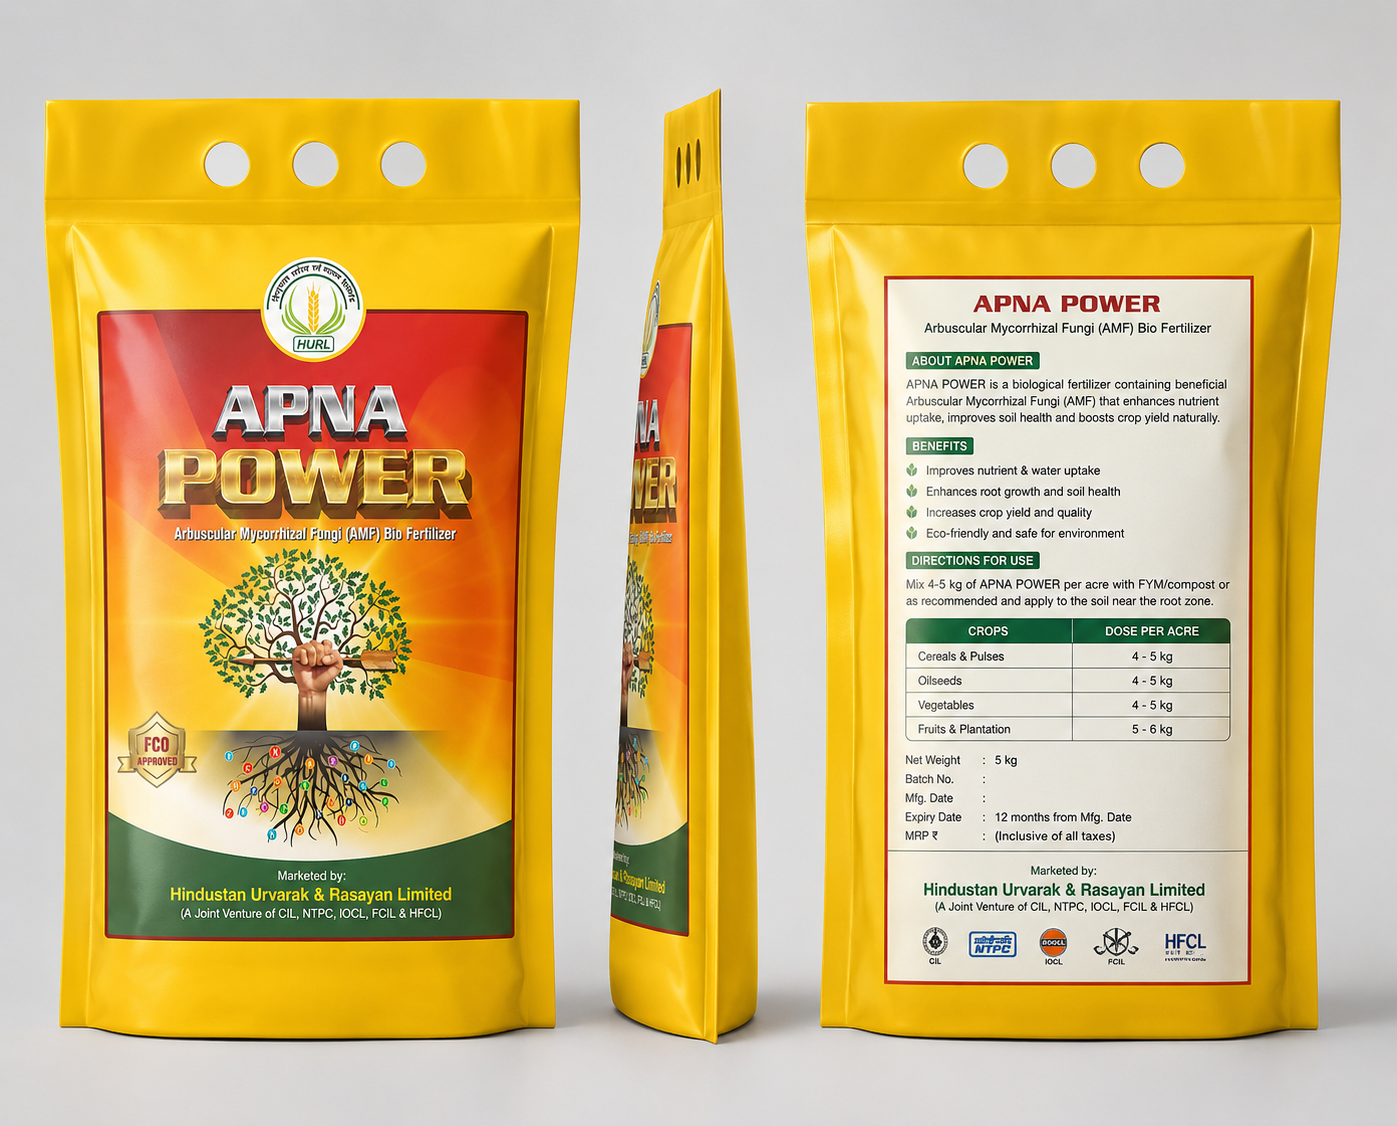 HURL
APNA
POWER
Arbuscular Mycorrhizal Fungi (AMF) Bio Fertilizer
FCO
APPROVED
Marketed by:
Hindustan Urvarak & Rasayan Limited
(A Joint Venture of CIL, NTPC, IOCL, FCIL & HFCL)
NA
WER
APNA POWER
Arbuscular Mycorrhizal Fungi (AMF) Bio Fertilizer
ABOUT APNA POWER
APNA POWER is a biological fertilizer containing beneficial
Arbuscular Mycorrhizal Fungi (AMF) that enhances nutrient
uptake, improves soil health and boosts crop yield naturally.
BENEFITS
Improves nutrient & water uptake
Enhances root growth and soil health
Increases crop yield and quality
Eco-friendly and safe for environment
DIRECTIONS FOR USE
Mix 4-5 kg of APNA POWER per acre with FYM/compost or
as recommended and apply to the soil near the root zone.
CROPS DOSE PER ACRE
Cereals & Pulses 4 - 5 kg
Oilseeds 4 - 5 kg
Vegetables 4 - 5 kg
Fruits & Plantation 5 - 6 kg
Net Weight : 5 kg
Batch No. :
Mfg. Date :
Expiry Date : 12 months from Mfg. Date
MRP ₹ : (Inclusive of all taxes)
Marketed by:
Hindustan Urvarak & Rasayan Limited
(A Joint Venture of CIL, NTPC, IOCL, FCIL & HFCL)
CIL
NTPC
IOCL
FCIL
HFCL